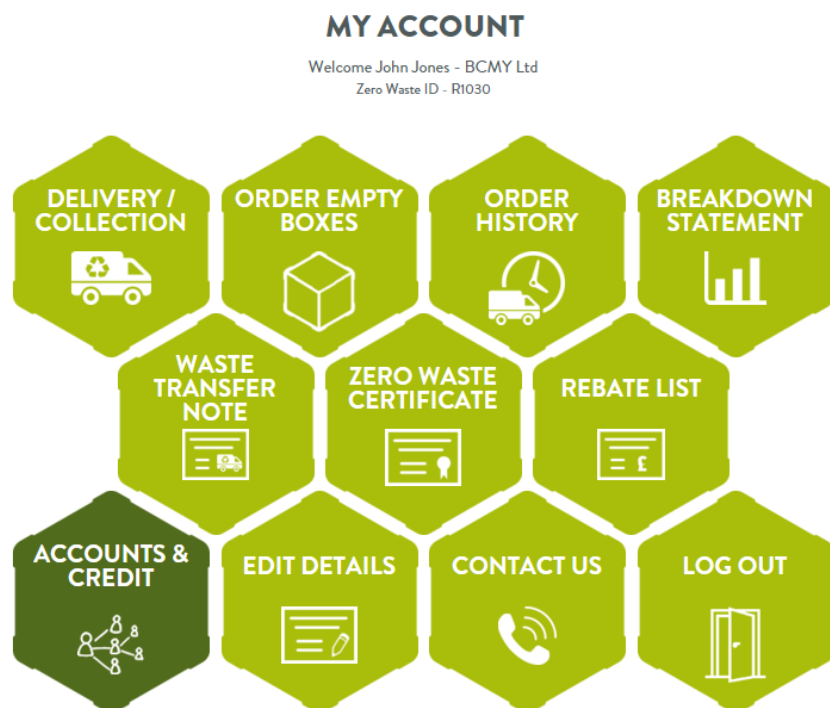 MY ACCOUNT
Welcome John Jones - BCMY Ltd
Zero Waste ID - R1030
DELIVERY /
COLLECTION
ORDER EMPTY
BOXES
ORDER
HISTORY
BREAKDOWN
STATEMENT
WASTE
TRANSFER
NOTE
ZERO WASTE
CERTIFICATE
REBATE LIST
£
ACCOUNTS &
CREDIT
EDIT DETAILS
CONTACT US
LOG OUT